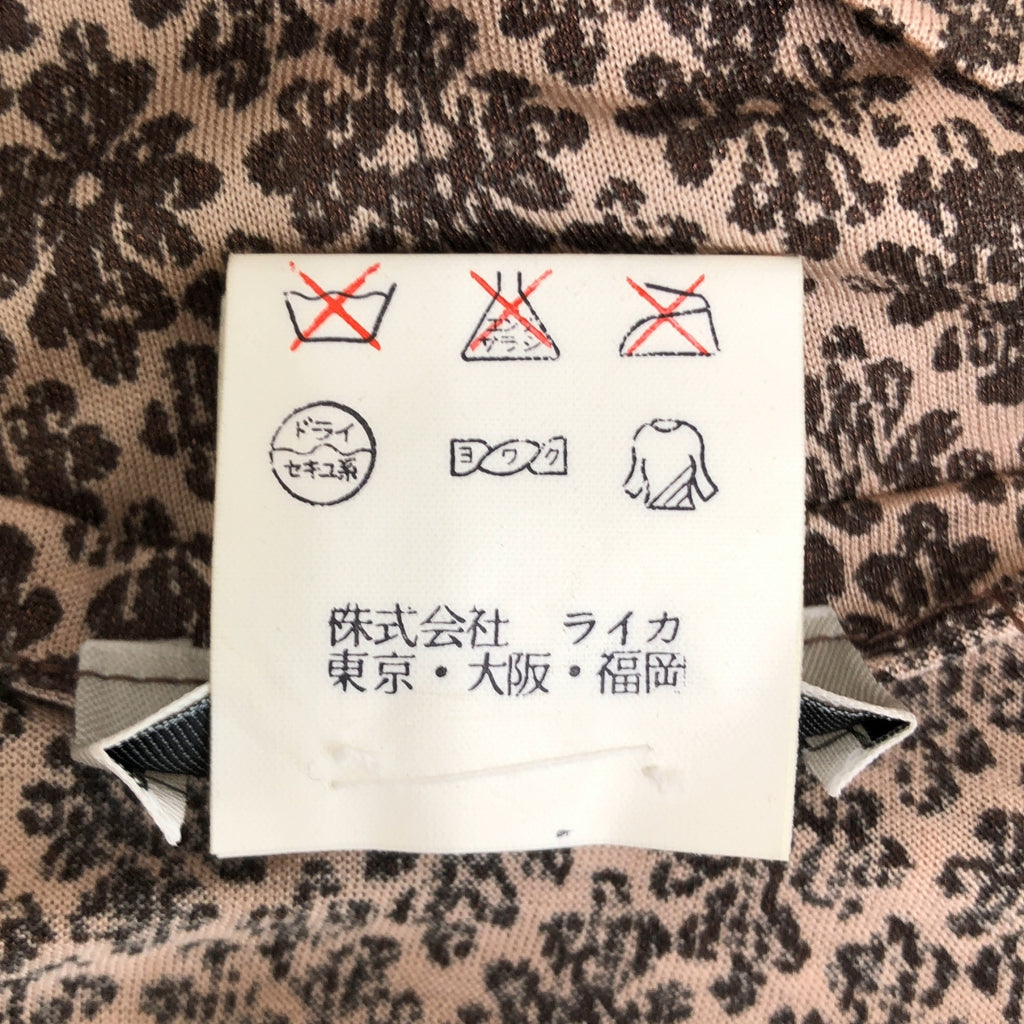 エンソ
サラシ
ドライ
セキユ系
ヨワク
株式会社 ライカ
東京・大阪・福岡